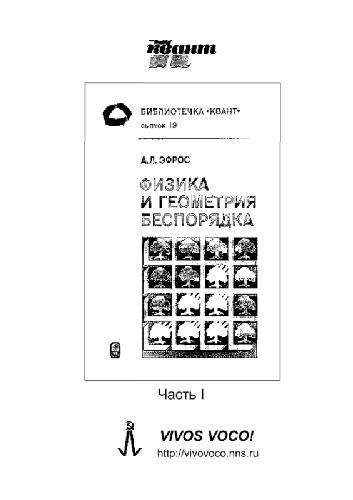 квант
БИБЛИОТЕЧКА «КВАНТ»
выпуск 19
А.Л. ЭФРОС
ФИЗИКА
И ГЕОМЕТРИЯ
БЕСПОРЯДКА
Часть I
VIVOS VOCO!
http://vivovoco.nns.ru